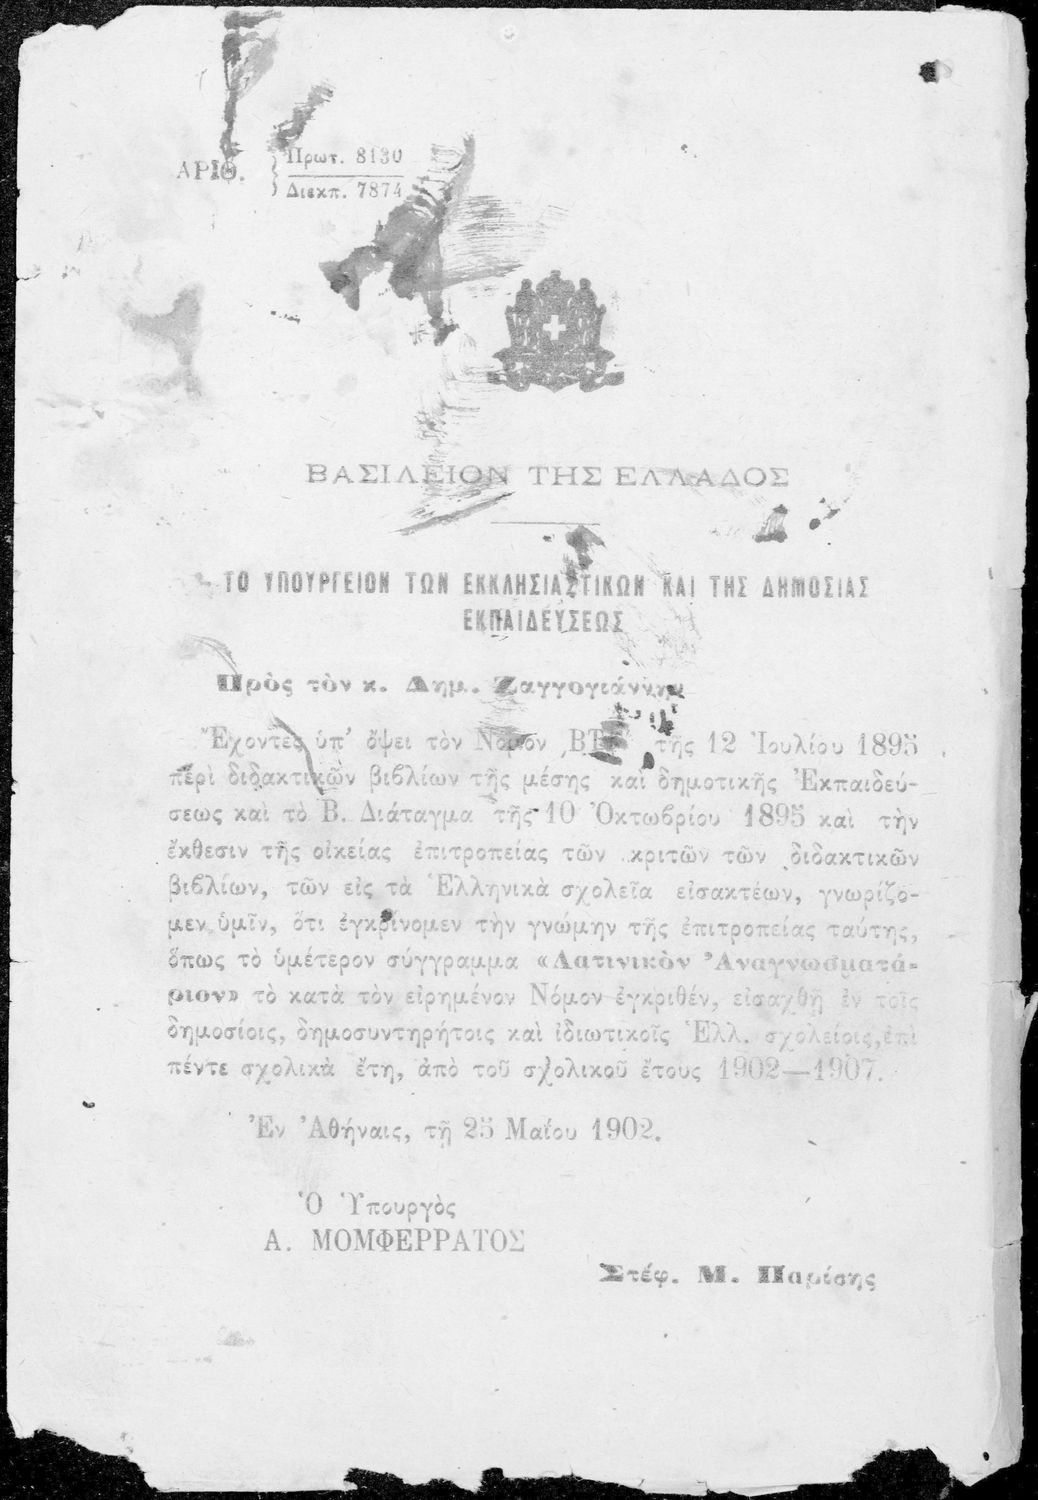 ΑΡΙΘ. { Πρωτ. 8130
Διεκπ. 7874
ΒΑΣΙΛΕΙΟΝ ΤΗΣ ΕΛΛΑΔΟΣ
ΤΟ ΥΠΟΥΡΓΕΙΟΝ ΤΩΝ ΕΚΚΛΗΣΙΑΣΤΙΚΩΝ ΚΑΙ ΤΗΣ ΔΗΜΟΣΙΑΣ
ΕΚΠΑΙΔΕΥΣΕΩΣ
Πρὸς τὸν κ. Δημ. Ζαγγογιάννην
Ἔχοντες ὑπ' ὄψει τὸν Νόμον τῆς 12 Ἰουλίου 1895
περὶ διδακτικῶν βιβλίων τῆς μέσης καὶ δημοτικῆς Ἐκπαιδεύ-
σεως καὶ τὸ Β. Διάταγμα τῆς 10 Ὀκτωβρίου 1895 καὶ τὴν
ἔκθεσιν τῆς οἰκείας ἐπιτροπείας τῶν κριτῶν τῶν διδακτικῶν
βιβλίων, τῶν εἰς τὰ Ἑλληνικὰ σχολεῖα εἰσακτέων, γνωρίζο-
μεν ὑμῖν, ὅτι ἐγκρίνομεν τὴν γνώμην τῆς ἐπιτροπείας ταύτης,
ὅπως τὸ ὑμέτερον σύγγραμμα «Λατινικὸν Ἀναγνωσματά-
ριον» τὸ κατὰ τὸν εἰρημένον Νόμον ἐγκριθέν, εἰσαχθῇ ἐν τοῖς
δημοσίοις, δημοσυντηρήτοις καὶ ἰδιωτικοῖς Ἑλλ. σχολείοις, ἐπὶ
πέντε σχολικὰ ἔτη, ἀπὸ τοῦ σχολικοῦ ἔτους 1902—1907.
Ἐν Ἀθήναις, τῇ 25 Μαΐου 1902.
Ὁ Ὑπουργὸς
Α. ΜΟΜΦΕΡΡΑΤΟΣ
Στέφ. Μ. Παρίσης